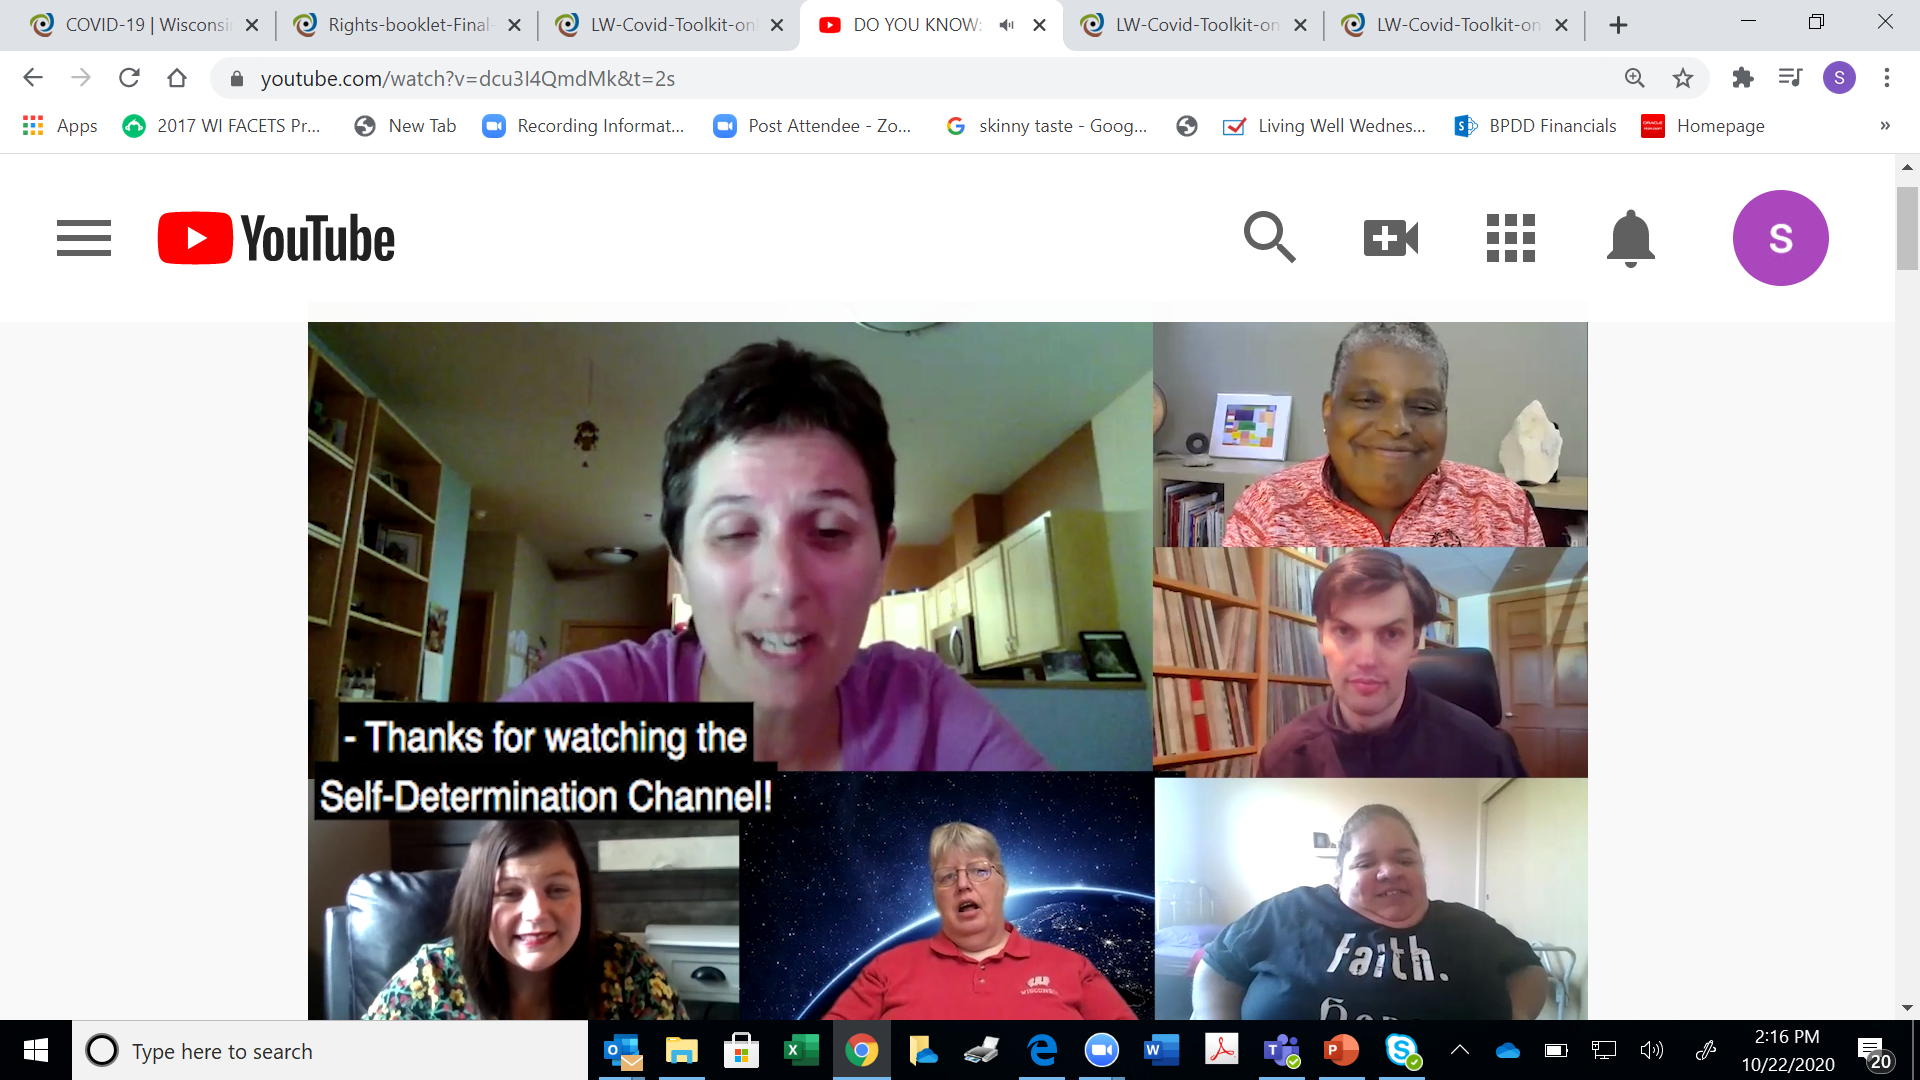 COVID-19 | Wisconsi
Rights-booklet-Final-
LW-Covid-Toolkit-onl
DO YOU KNOW:
LW-Covid-Toolkit-on
LW-Covid-Toolkit-on
youtube.com/watch?v=dcu3I4QmdMk&t=2s
S
Apps
2017 WI FACETS Pr...
New Tab
Recording Informat...
Post Attendee - Zo...
skinny taste - Goog...
Living Well Wednes...
BPDD Financials
Homepage
»
YouTube
S
- Thanks for watching the
Self-Determination Channel!
WISCONSIN
Faith.
Type here to search
2:16 PM
10/22/2020
20